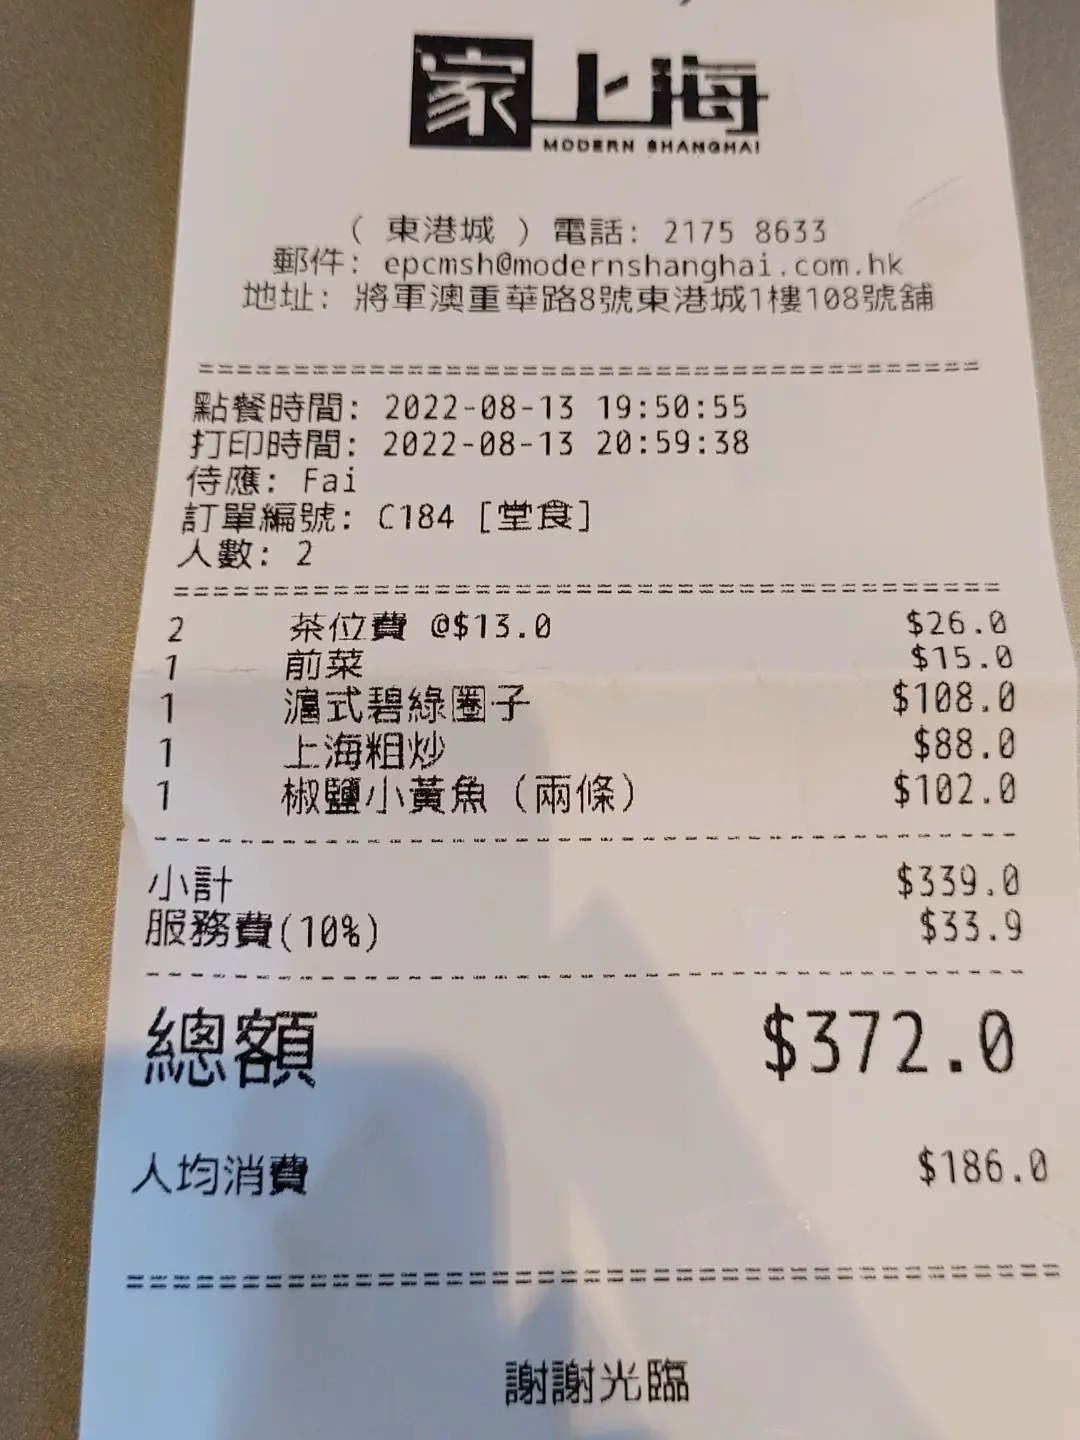 家上海
MODERN SHANGHAI
( 東港城 ) 電話: 2175 8633
郵件: epcmsh@modernshanghai.com.hk
地址: 將軍澳重華路8號東港城1樓108號舖
點餐時間: 2022-08-13 19:50:55
打印時間: 2022-08-13 20:59:38
侍應: Fai
訂單編號: C184 [堂食]
人數: 2
2 茶位費 @$13.0 $26.0
1 前菜 $15.0
1 滬式碧綠圈子 $108.0
1 上海粗炒 $88.0
1 椒鹽小黃魚（兩條） $102.0
小計 $339.0
服務費(10%) $33.9
總額 $372.0
人均消費 $186.0
謝謝光臨